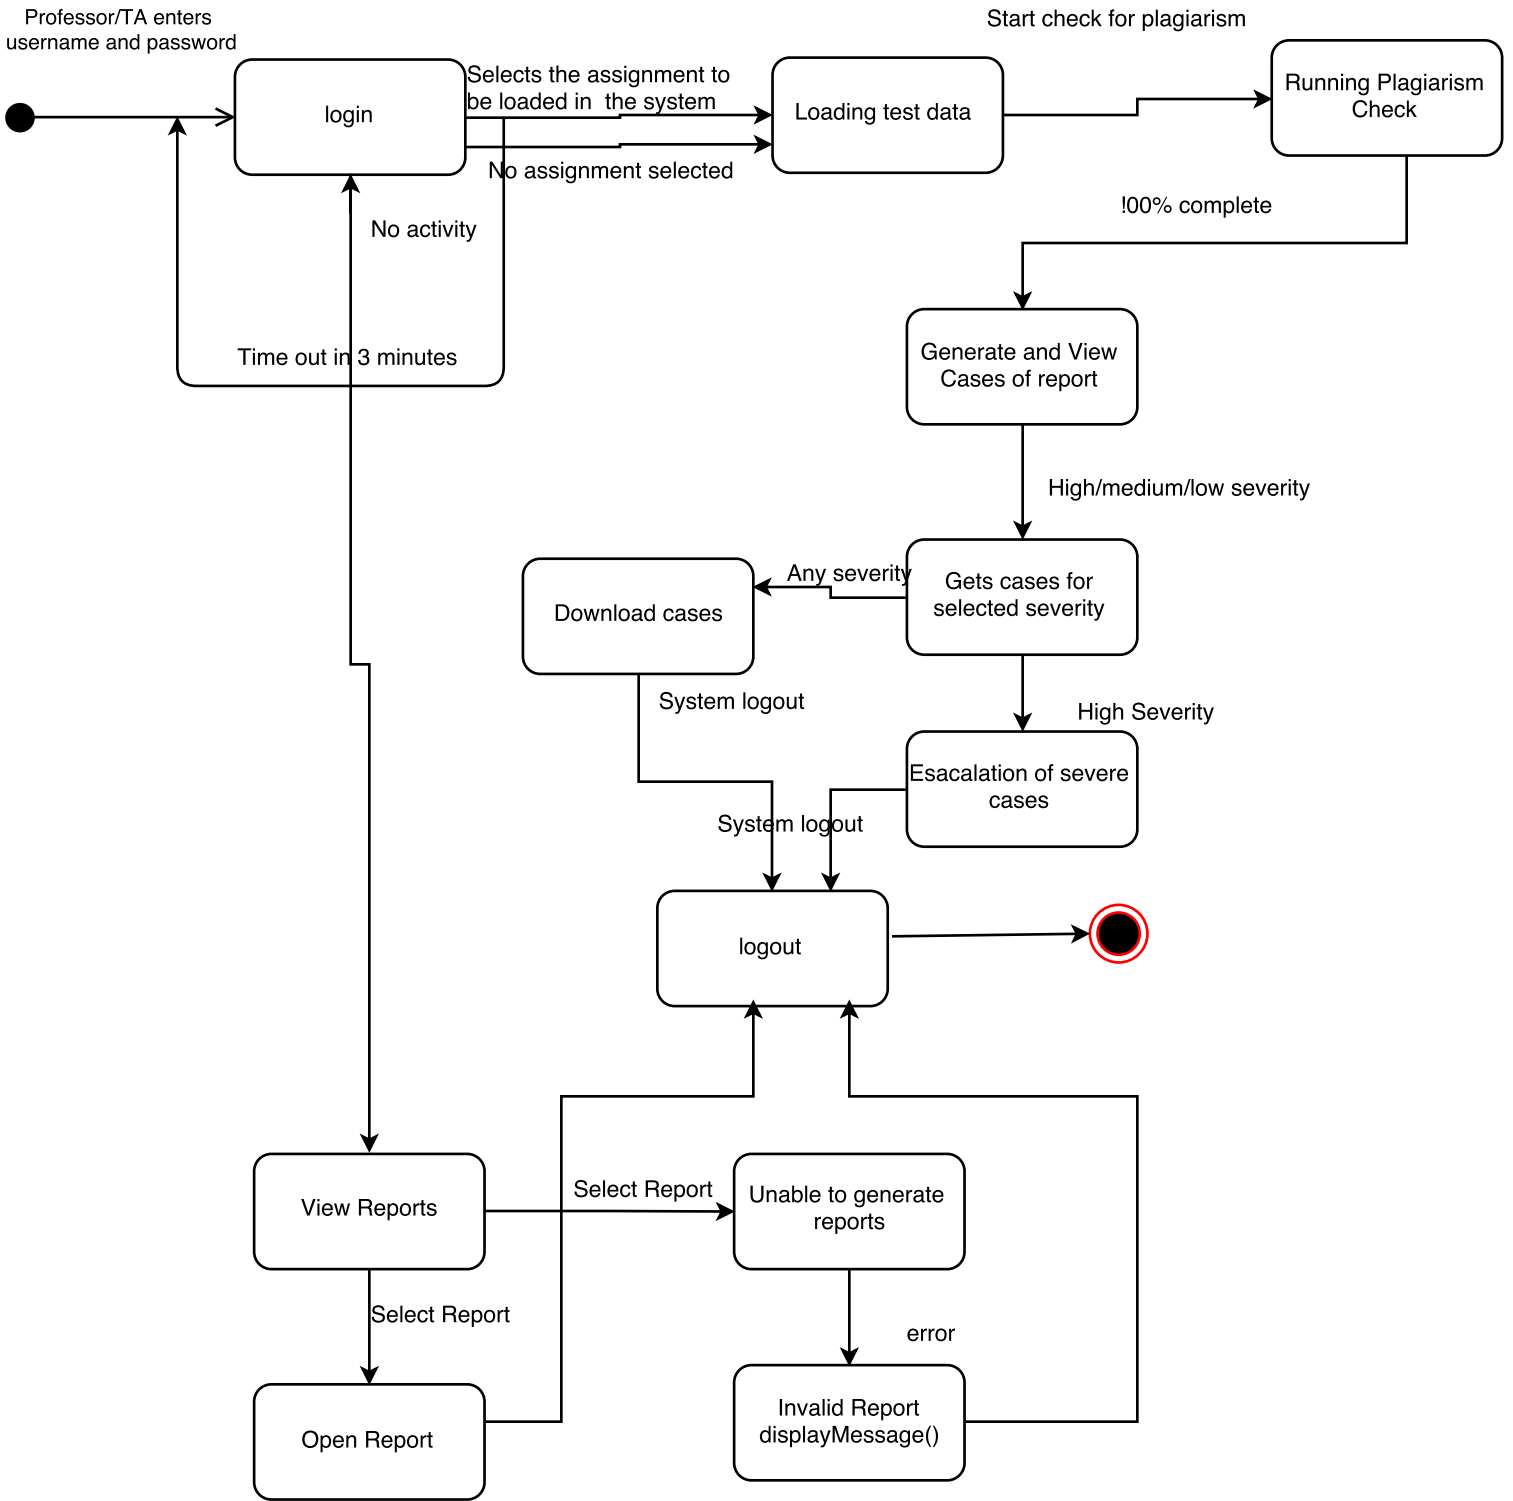 Professor/TA enters
username and password
Start check for plagiarism
login
Selects the assignment to
be loaded in  the system
Loading test data
Running Plagiarism
Check
No assignment selected
No activity
!00% complete
Time out in 3 minutes
Generate and View
Cases of report
High/medium/low severity
Any severity
Gets cases for
selected severity
Download cases
System logout
High Severity
Esacalation of severe
cases
System logout
logout
View Reports
Select Report
Unable to generate
reports
Select Report
error
Open Report
Invalid Report
displayMessage()